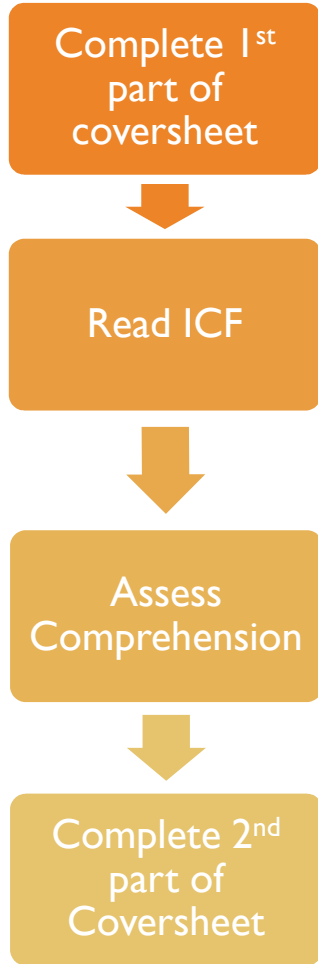 Complete 1st
part of
coversheet
Read ICF
Assess
Comprehension
Complete 2nd
part of
Coversheet